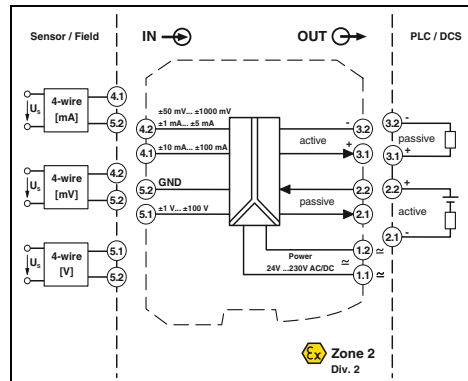 Sensor / Field
IN
OUT
PLC / DCS
Us
4-wire
[mA]
4.1
5.2
±50 mV... ±1000 mV
4.2
±1 mA... ±5 mA
4.1
±10 mA... ±100 mA
5.2
GND
5.1
±1 V... ±100 V
-
3.2
active
+
3.1
2.2
passive
2.1
Power
24V ...230V AC/DC
1.2
≃
≃
1.1
≃
3.2
-
passive
3.1
+
2.2
+
active
2.1
-
Us
4-wire
[mV]
4.2
5.2
Us
4-wire
[V]
5.1
5.2
Ex
Zone 2
Div. 2